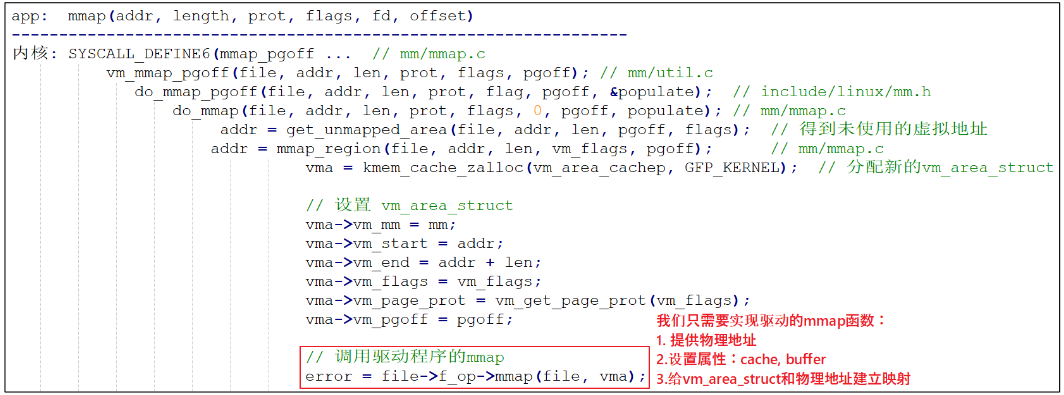 app:  mmap(addr, length, prot, flags, fd, offset)
-----------------------------------------------------------------
内核: SYSCALL_DEFINE6(mmap_pgoff ...  // mm/mmap.c
vm_mmap_pgoff(file, addr, len, prot, flags, pgoff); // mm/util.c
do_mmap_pgoff(file, addr, len, prot, flag, pgoff, &populate);  // include/linux/mm.h
do_mmap(file, addr, len, prot, flags, 0, pgoff, populate); // mm/mmap.c
addr = get_unmapped_area(file, addr, len, pgoff, flags);  // 得到未使用的虚拟地址
addr = mmap_region(file, addr, len, vm_flags, pgoff);      // mm/mmap.c
vma = kmem_cache_zalloc(vm_area_cachep, GFP_KERNEL);  // 分配新的vm_area_struct
// 设置 vm_area_struct
vma->vm_mm = mm;
vma->vm_start = addr;
vma->vm_end = addr + len;
vma->vm_flags = vm_flags;
vma->vm_page_prot = vm_get_page_prot(vm_flags);
vma->vm_pgoff = pgoff;
我们只需要实现驱动的mmap函数：
1. 提供物理地址
2.设置属性：cache, buffer
3.给vm_area_struct和物理地址建立映射
// 调用驱动程序的mmap
error = file->f_op->mmap(file, vma);